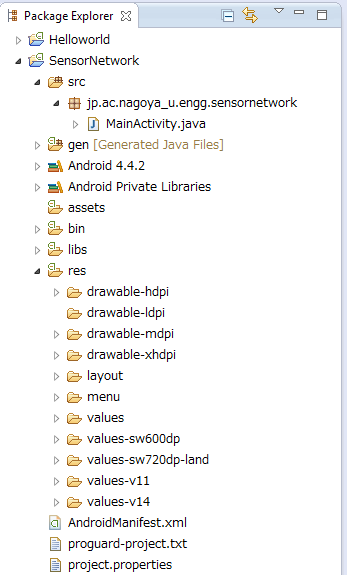 Package Explorer
Helloworld
SensorNetwork
src
jp.ac.nagoya_u.engg.sensornetwork
MainActivity.java
gen [Generated Java Files]
Android 4.4.2
Android Private Libraries
assets
bin
libs
res
drawable-hdpi
drawable-ldpi
drawable-mdpi
drawable-xhdpi
layout
menu
values
values-sw600dp
values-sw720dp-land
values-v11
values-v14
AndroidManifest.xml
proguard-project.txt
project.properties